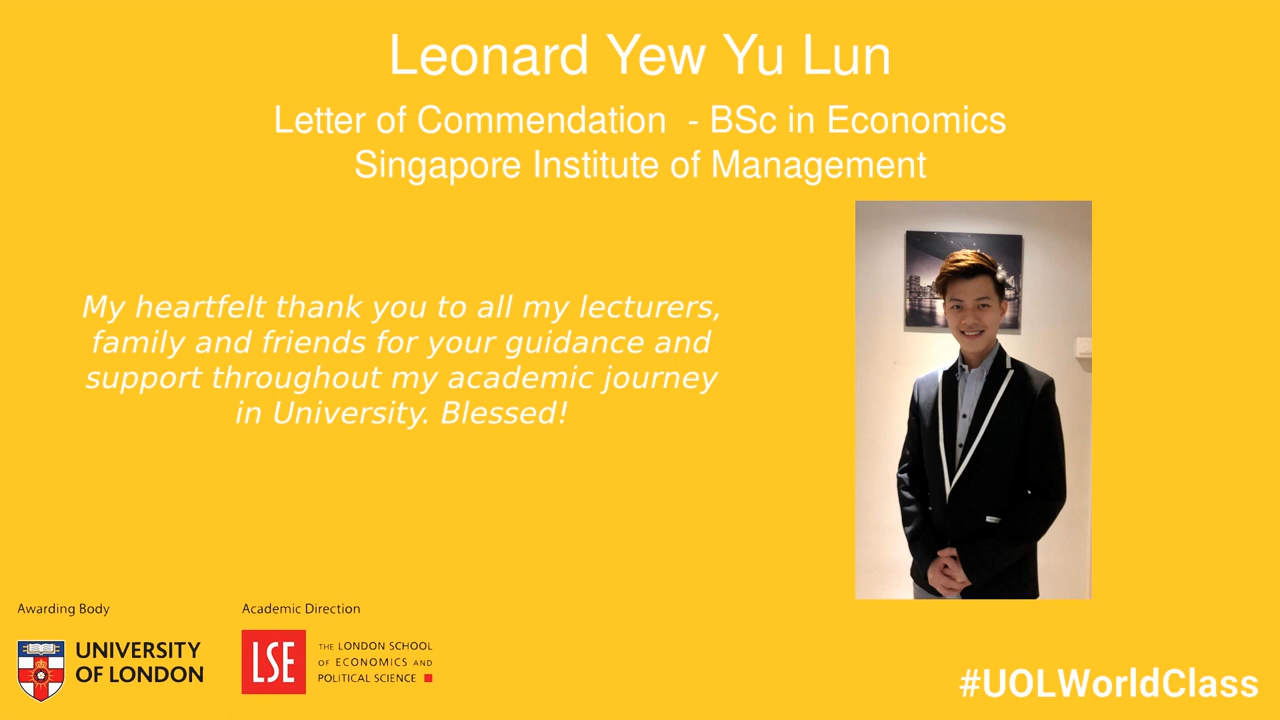 Leonard Yew Yu Lun
Letter of Commendation - BSc in Economics
Singapore Institute of Management
My heartfelt thank you to all my lecturers,
family and friends for your guidance and
support throughout my academic journey
in University. Blessed!
Awarding Body
UNIVERSITY
OF LONDON
Academic Direction
LSE
THE LONDON SCHOOL
OF ECONOMICS AND
POLITICAL SCIENCE
#UOLWorldClass